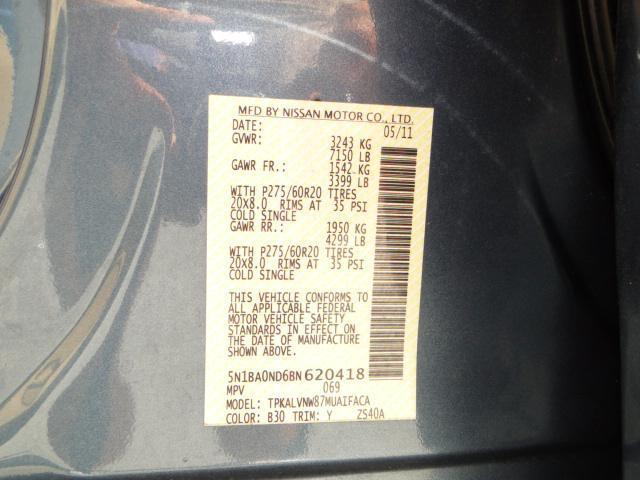 MFD BY NISSAN MOTOR CO., LTD.
DATE: 05/11
GVWR: 3243 KG
7150 LB
GAWR FR.: 1542 KG
3399 LB
WITH P275/60R20 TIRES
20X8.0 RIMS AT 35 PSI
COLD SINGLE
GAWR RR.: 1950 KG
4299 LB
WITH P275/60R20 TIRES
20X8.0 RIMS AT 35 PSI
COLD SINGLE
THIS VEHICLE CONFORMS TO
ALL APPLICABLE FEDERAL
MOTOR VEHICLE SAFETY
STANDARDS IN EFFECT ON
THE DATE OF MANUFACTURE
SHOWN ABOVE.
5N1BA0ND6BN620418
MPV 069
MODEL: TPKALVNW87MUAIFACA
COLOR: B30 TRIM: Y ZS40A